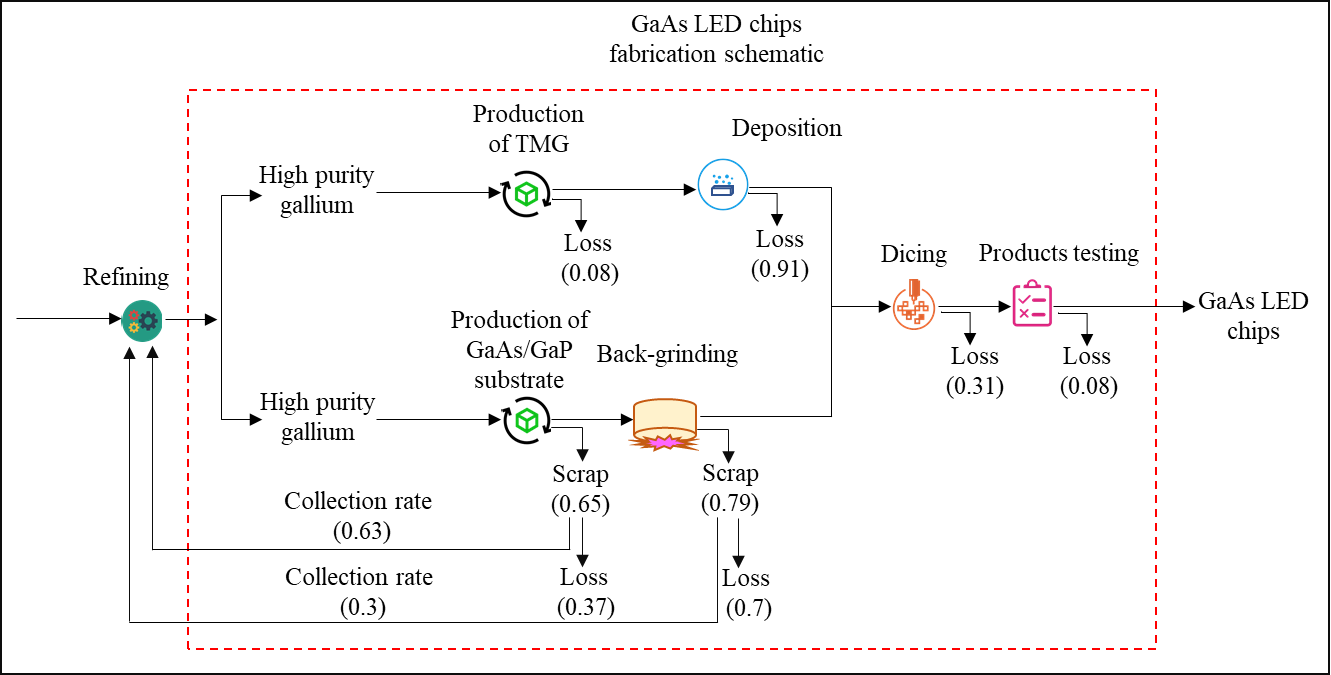 GaAs LED chips
fabrication schematic
Production
of TMG
Deposition
High purity
gallium
Loss
(0.08)
Loss
(0.91)
Refining
Dicing
Products testing
GaAs LED
chips
Production of
GaAs/GaP
substrate
Back-grinding
Loss
(0.31)
Loss
(0.08)
High purity
gallium
Scrap
(0.65)
Scrap
(0.79)
Collection rate
(0.63)
Collection rate
(0.3)
Loss
(0.37)
Loss
(0.7)